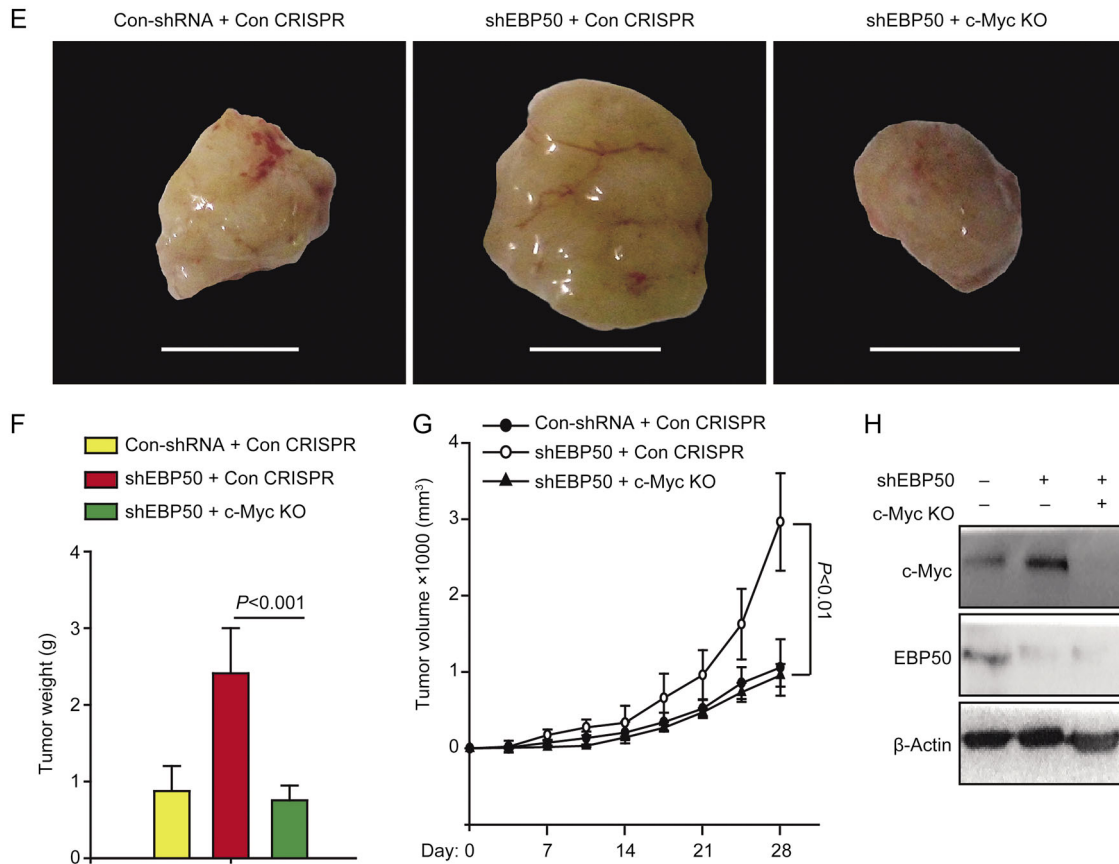 E
Con-shRNA + Con CRISPR
shEBP50 + Con CRISPR
shEBP50 + c-Myc KO
F
Con-shRNA + Con CRISPR
shEBP50 + Con CRISPR
shEBP50 + c-Myc KO
Tumor weight (g)
4
3
2
1
0
P<0.001
G
Con-shRNA + Con CRISPR
shEBP50 + Con CRISPR
shEBP50 + c-Myc KO
Tumor volume ×1000 (mm³)
4
3
2
1
0
P<0.01
Day: 0 7 14 21 28
H
shEBP50 – + +
c-Myc KO – – +
c-Myc
EBP50
β-Actin